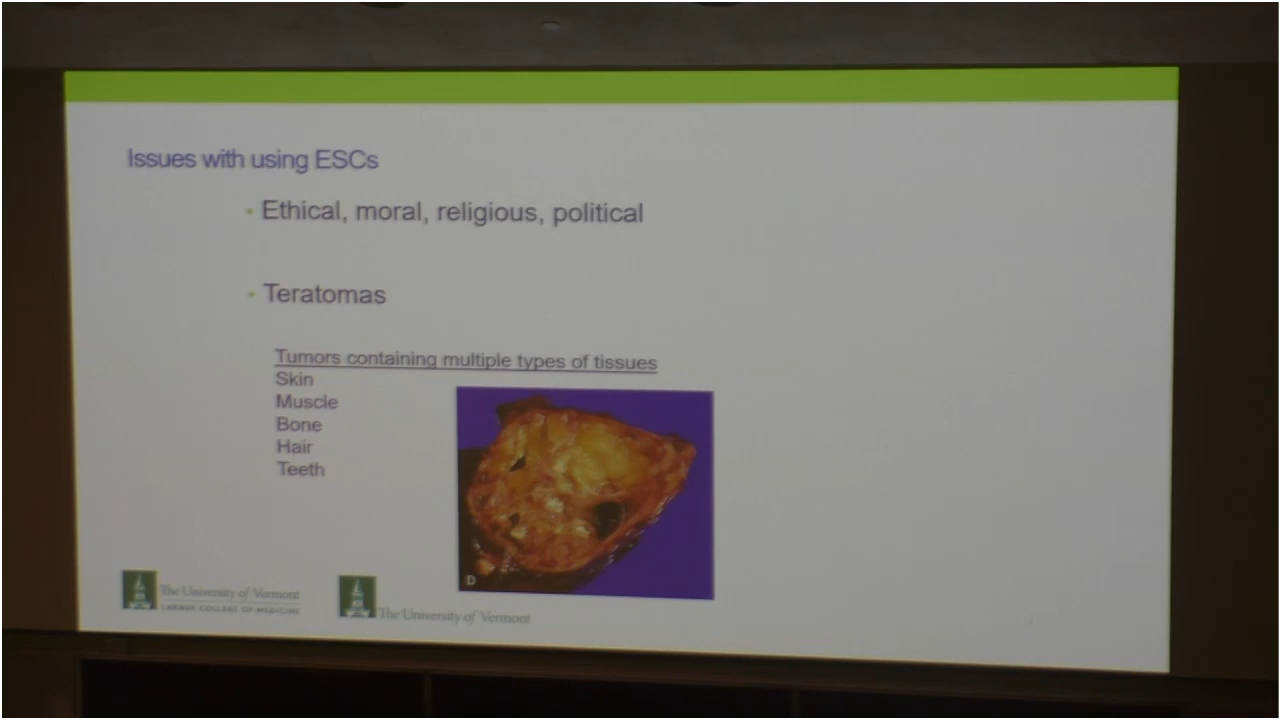 Issues with using ESCs
• Ethical, moral, religious, political
• Teratomas
Tumors containing multiple types of tissues
Skin
Muscle
Bone
Hair
Teeth
D
The University of Vermont
LARNER COLLEGE OF MEDICINE
The University of Vermont